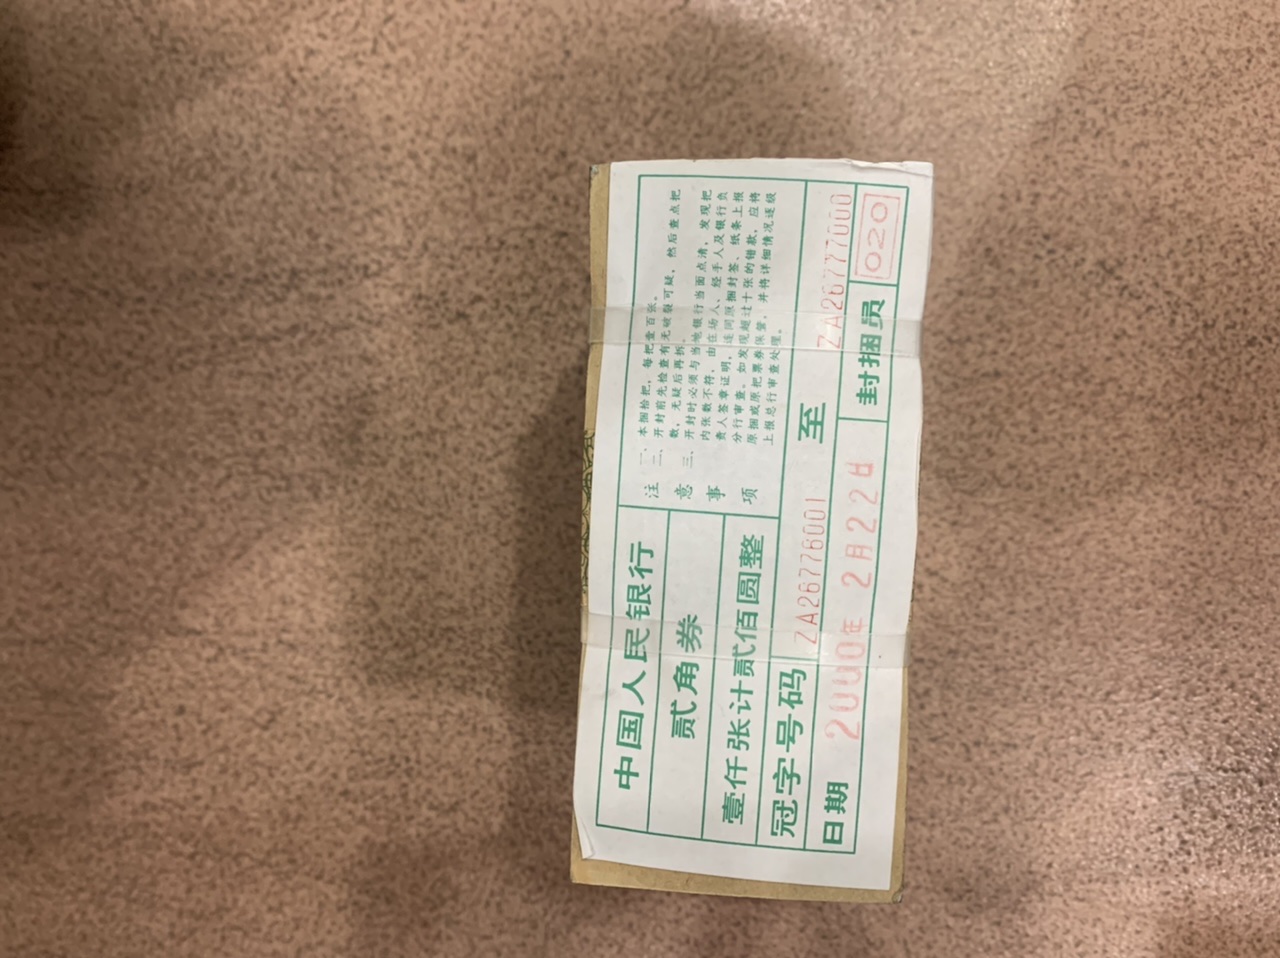 中国人民银行
贰角券
壹仟张计贰佰圆整
注意事项
一、本捆拾把，每把壹百张。
二、开封前先检查有无破裂可疑，然后查点把
数，无疑后再拆。
三、开封时必须与当地银行当面点清，发现把
内张数不符，由在场人、经手人及银行负
责人签章证明，连同原捆封签、纸条上报
分行审查。如发现超过十张的错款，应将
原捆或原把票券保管，并将详细情况逐级
上报总行审查处理。
冠字号码 ZA26776001 至 ZA26777000
日期 2000年 2月22日 封捆员 020